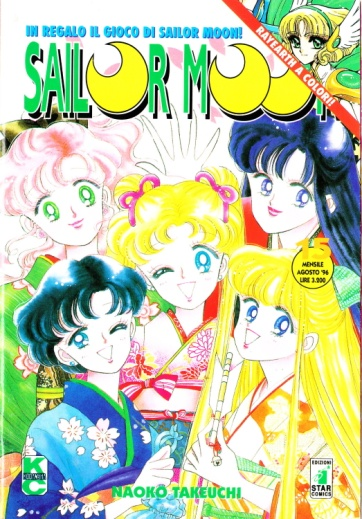 IN REGALO IL GIOCO DI SAILOR MOON!
RAYEARTH A COLORI!
SAILOR MOON
15
MENSILE
AGOSTO '96
LIRE 3.200
NAOKO TAKEUCHI
EDIZIONI
STAR
COMICS